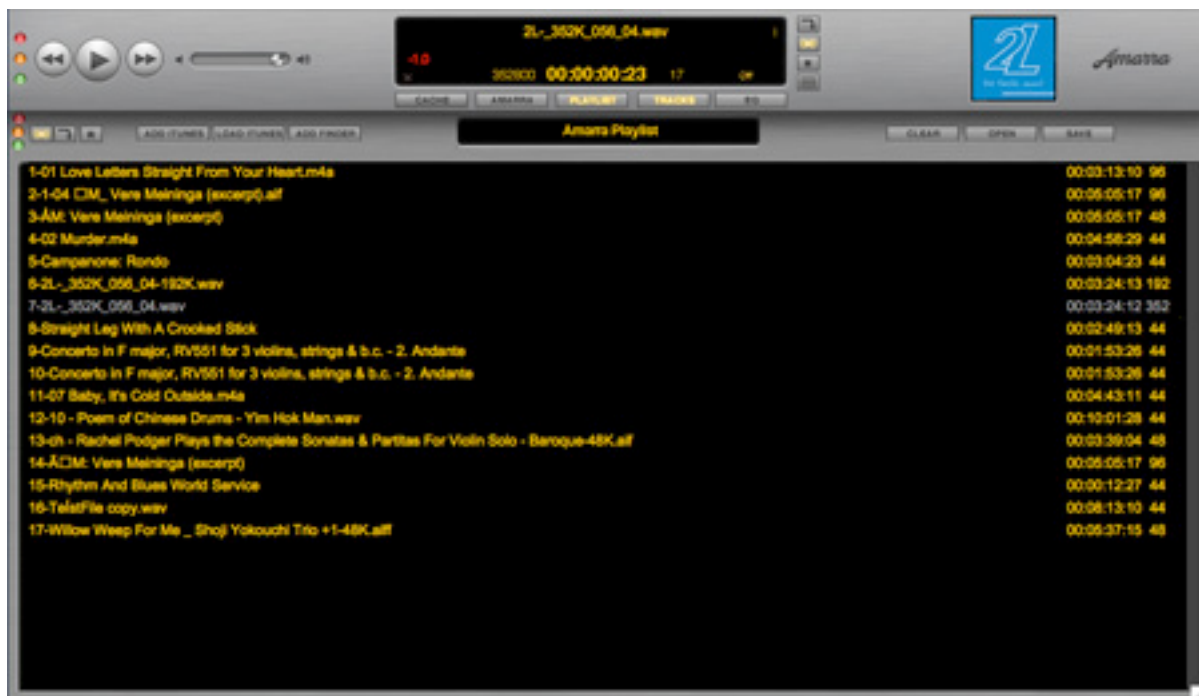 2L-_352K_056_04.wav
352800 00:00:00:23 17 Off
CACHE AMARRA PLAYLIST TRACKS EQ
2L
the Nordic sound
Amarra
ADD ITUNES LOAD ITUNES ADD FINDER
Amarra Playlist
CLEAR OPEN SAVE
1-01 Love Letters Straight From Your Heart.m4a 00:03:13:10 96
2-1-04 □M_ Vere Meininga (excerpt).aif 00:05:05:17 96
3-ÅM: Vere Meininga (excerpt) 00:05:05:17 48
4-02 Murder.m4a 00:04:58:29 44
5-Campanone: Rondo 00:03:04:23 44
6-2L-_352K_056_04-192K.wav 00:03:24:13 192
7-2L-_352K_056_04.wav 00:03:24:12 352
8-Straight Leg With A Crooked Stick 00:02:49:13 44
9-Concerto in F major, RV551 for 3 violins, strings & b.c. - 2. Andante 00:01:53:26 44
10-Concerto in F major, RV551 for 3 violins, strings & b.c. - 2. Andante 00:01:53:26 44
11-07 Baby, It's Cold Outside.m4a 00:04:43:11 44
12-10 - Poem of Chinese Drums - Yim Hok Man.wav 00:10:01:28 44
13-ch - Rachel Podger Plays the Complete Sonatas & Partitas For Violin Solo - Baroque-48K.aif 00:03:39:04 48
14-Å□M: Vere Meininga (excerpt) 00:05:05:17 96
15-Rhythm And Blues World Service 00:00:12:27 44
16-TeÍstFile copy.wav 00:08:13:10 44
17-Willow Weep For Me _ Shoji Yokouchi Trio +1-48K.aiff 00:05:37:15 48